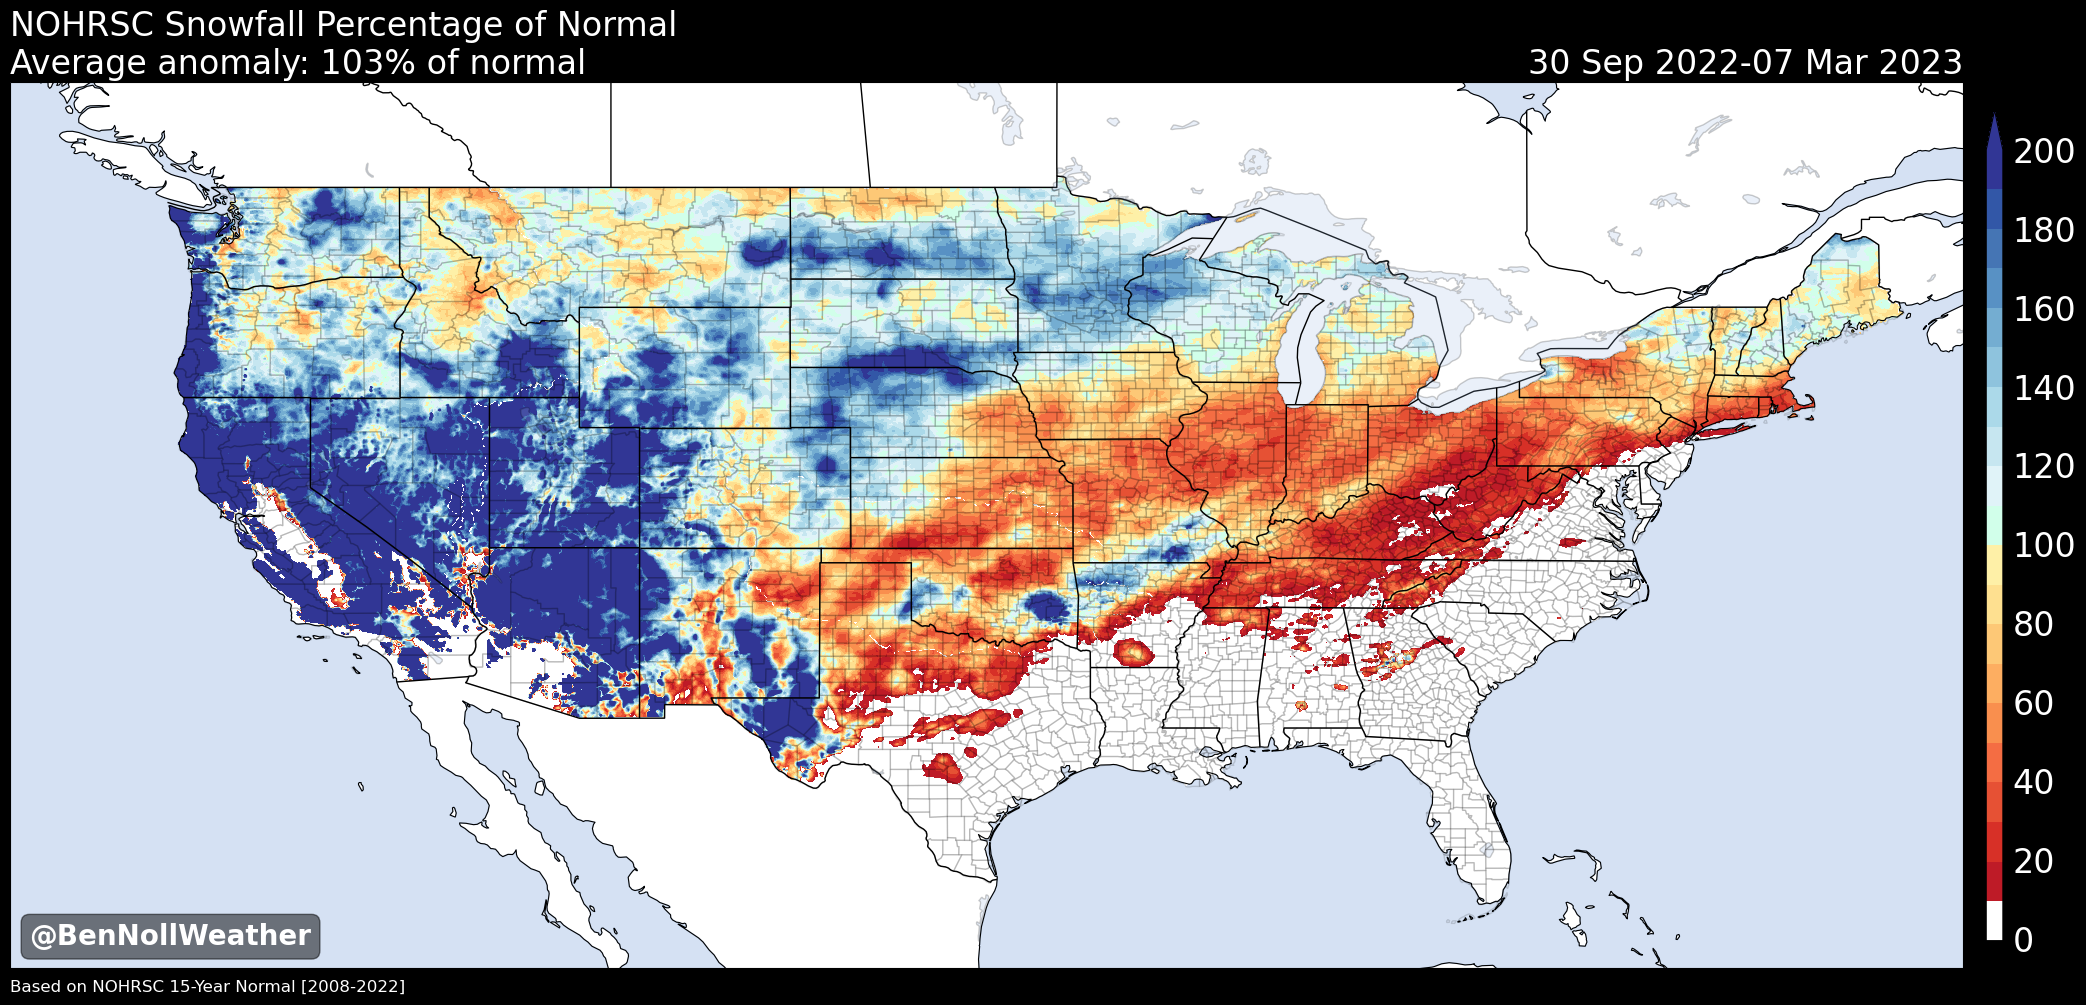 NOHRSC Snowfall Percentage of Normal
Average anomaly: 103% of normal
30 Sep 2022-07 Mar 2023
200
180
160
140
120
100
80
60
40
20
0
@BenNollWeather
Based on NOHRSC 15-Year Normal [2008-2022]